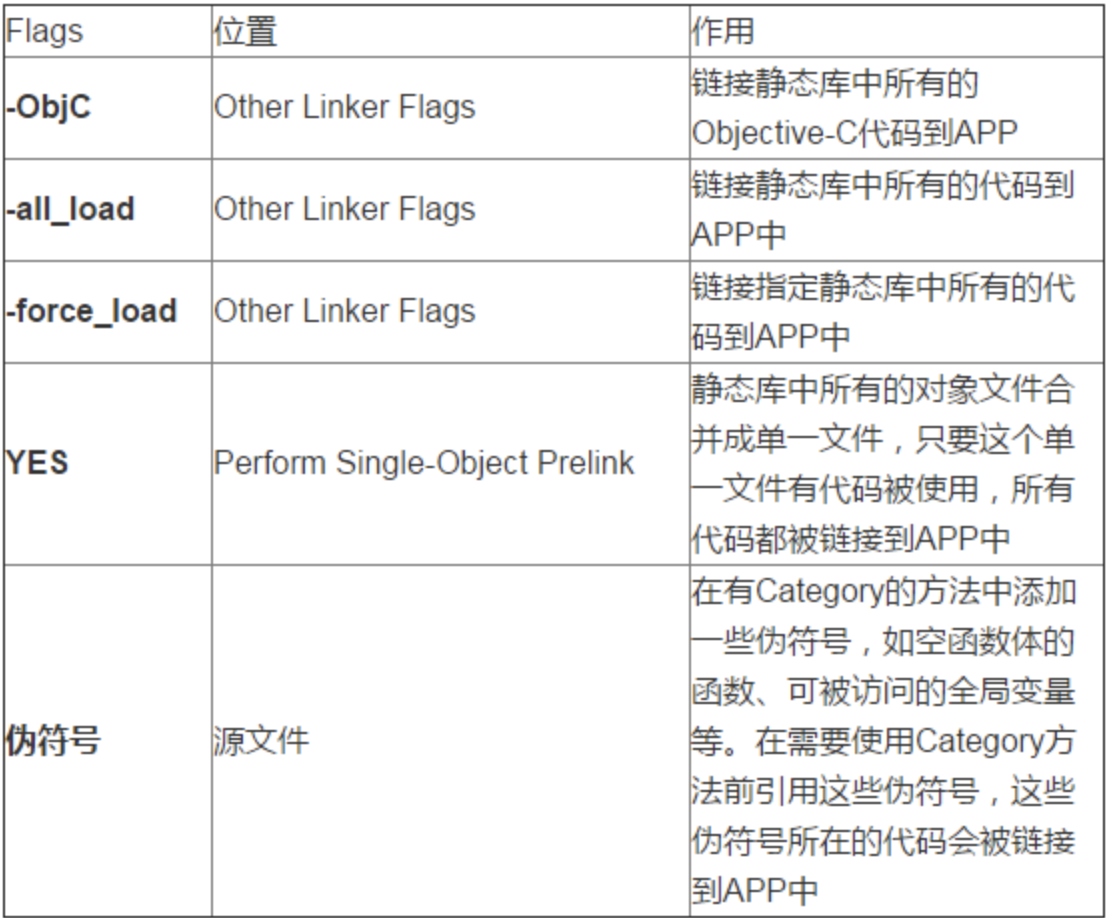 Flags 位置 作用
-ObjC Other Linker Flags 链接静态库中所有的
Objective-C代码到APP
-all_load Other Linker Flags 链接静态库中所有的代码到
APP中
-force_load Other Linker Flags 链接指定静态库中所有的代
码到APP中
YES Perform Single-Object Prelink 静态库中所有的对象文件合
并成单一文件，只要这个单
一文件有代码被使用，所有
代码都被链接到APP中
伪符号 源文件 在有Category的方法中添加
一些伪符号，如空函数体的
函数、可被访问的全局变量
等。在需要使用Category方
法前引用这些伪符号，这些
伪符号所在的代码会被链接
到APP中